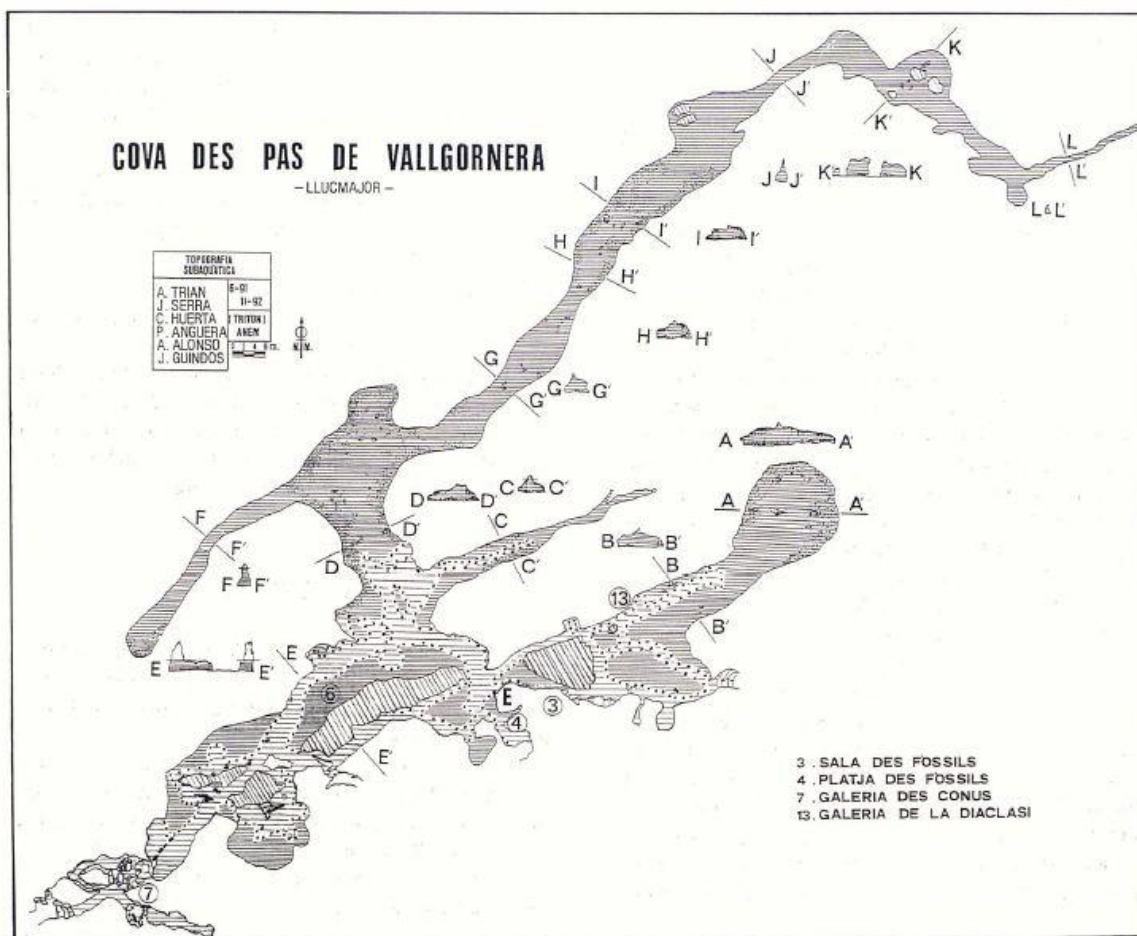 COVA DES PAS DE VALLGORNERA
–LLUCMAJOR–
TOPOGRAFIA
SUBAQUÀTICA
A. TRIAN
J. SERRA
C. HUERTA
P. ANGUERA
A. ALONSO
J. GUINDOS
6-91
11-92
(TRITON)
ANEM
N.M.
K
J
J'
K'
L
L'
J J' K K
L ó L'
I
I'
I I'
H
H'
H H'
G
G'
G G'
A A'
A A'
D D' C C'
C
C'
D'
D
F
F'
F F'
B B'
B
B'
13
E E'
E
E'
6
E
3
4
7
3 . SALA DES FÒSSILS
4 . PLATJA DES FÒSSILS
7 . GALERIA DES CONUS
13. GALERIA DE LA DIACLASI